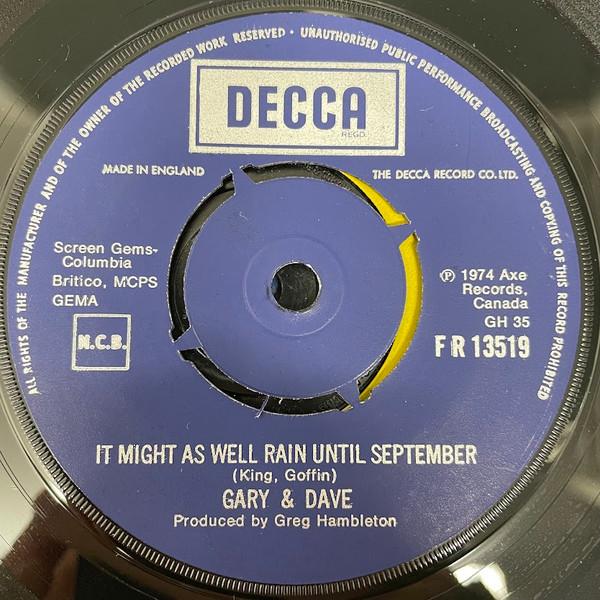 ALL RIGHTS OF THE MANUFACTURER AND OF THE OWNER OF THE RECORDED WORK RESERVED · UNAUTHORISED PUBLIC PERFORMANCE BROADCASTING AND COPYING OF THIS RECORD PROHIBITED
DECCA
REGD.
MADE IN ENGLAND
THE DECCA RECORD CO. LTD.
Screen Gems-
Columbia
Britico, MCPS
GEMA
N.C.B.
℗ 1974 Axe
Records,
Canada
GH 35
FR 13519
IT MIGHT AS WELL RAIN UNTIL SEPTEMBER
(King, Goffin)
GARY & DAVE
Produced by Greg Hambleton